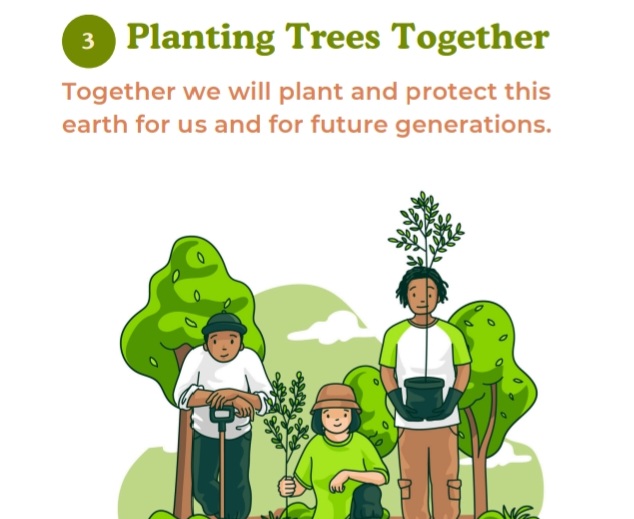 3 Planting Trees Together
Together we will plant and protect this
earth for us and for future generations.